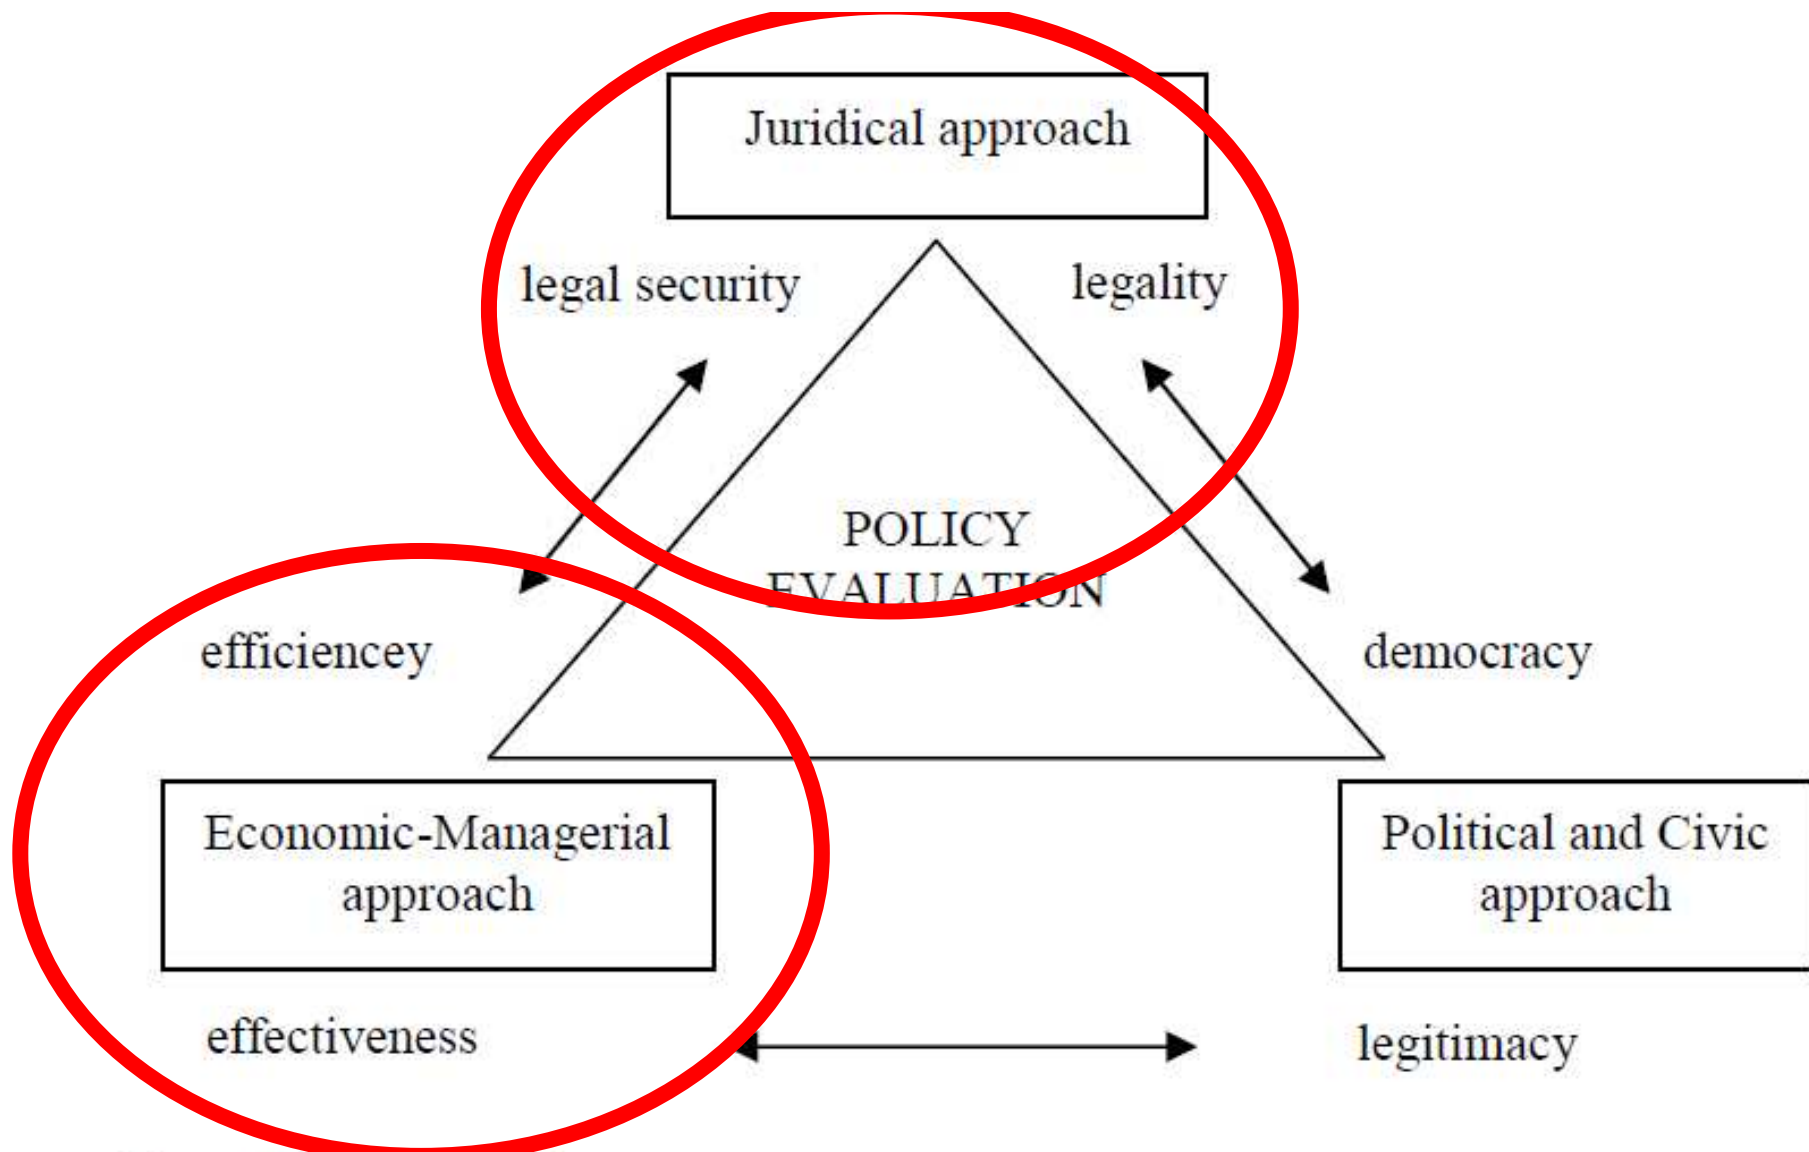 Juridical approach
legal security
legality
POLICY
EVALUATION
efficiencey
democracy
Economic-Managerial
approach
Political and Civic
approach
effectiveness
legitimacy